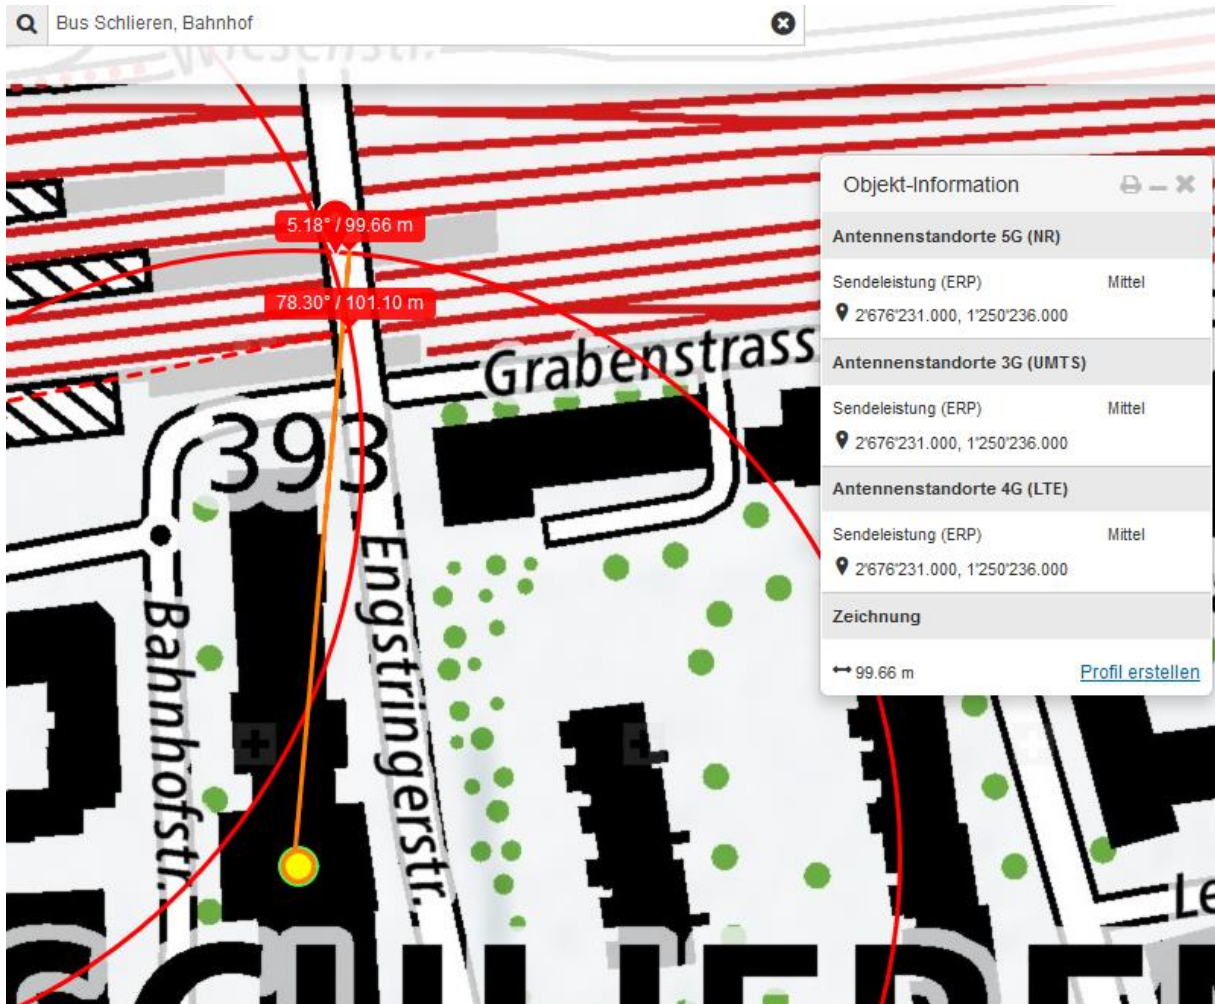 Bus Schlieren, Bahnhof
Wiesenstr.
5.18° / 99.66 m
78.30° / 101.10 m
Grabenstrass
393
Engstringerstr.
Bahnhofstr.
Le
SCHLIEREN
Objekt-Information
Antennenstandorte 5G (NR)
Sendeleistung (ERP) Mittel
2'676'231.000, 1'250'236.000
Antennenstandorte 3G (UMTS)
Sendeleistung (ERP) Mittel
2'676'231.000, 1'250'236.000
Antennenstandorte 4G (LTE)
Sendeleistung (ERP) Mittel
2'676'231.000, 1'250'236.000
Zeichnung
99.66 m Profil erstellen